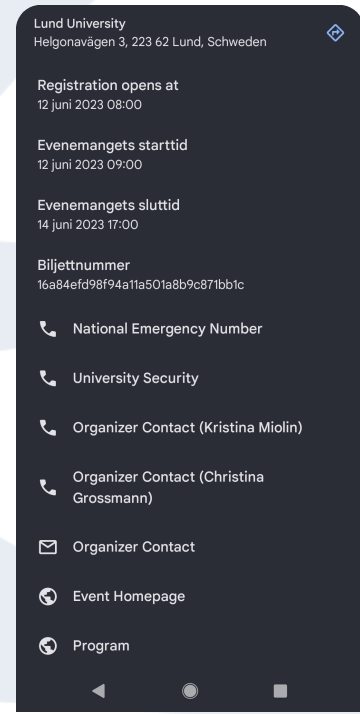 Lund University
Helgonavägen 3, 223 62 Lund, Schweden
Registration opens at
12 juni 2023 08:00
Evenemangets starttid
12 juni 2023 09:00
Evenemangets sluttid
14 juni 2023 17:00
Biljettnummer
16a84efd98f94a11a501a8b9c871bb1c
National Emergency Number
University Security
Organizer Contact (Kristina Miolin)
Organizer Contact (Christina
Grossmann)
Organizer Contact
Event Homepage
Program